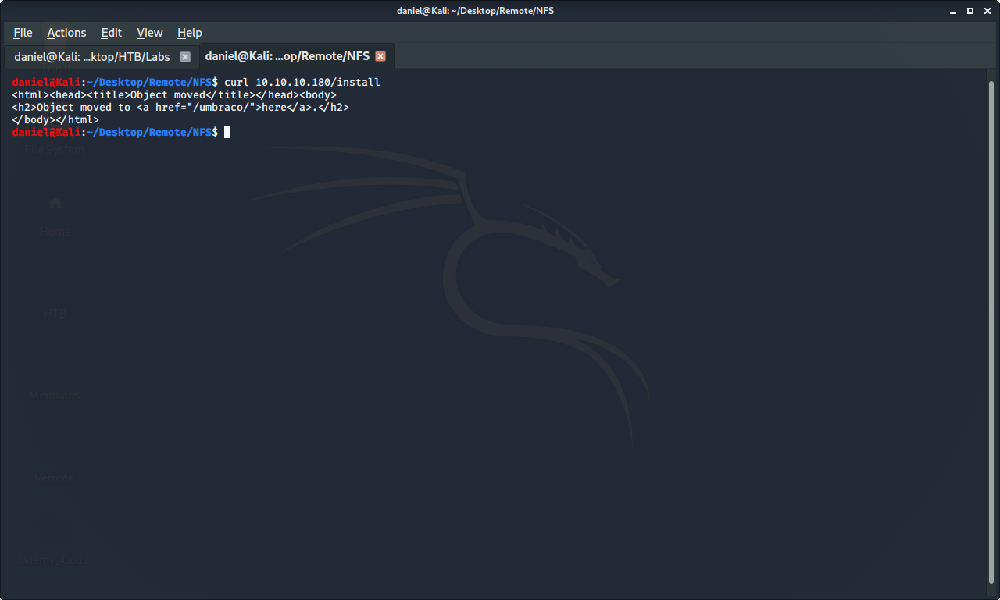 daniel@Kali: ~/Desktop/Remote/NFS
File Actions Edit View Help
daniel@Kali: ...ktop/HTB/Labs daniel@Kali: ...op/Remote/NFS
daniel@Kali:~/Desktop/Remote/NFS$ curl 10.10.10.180/install
<html><head><title>Object moved</title></head><body>
<h2>Object moved to <a href="/umbraco/">here</a>.</h2>
</body></html>
daniel@Kali:~/Desktop/Remote/NFS$
File System
Home
HTB
MemLabs
Remote
Udemy_Cou...